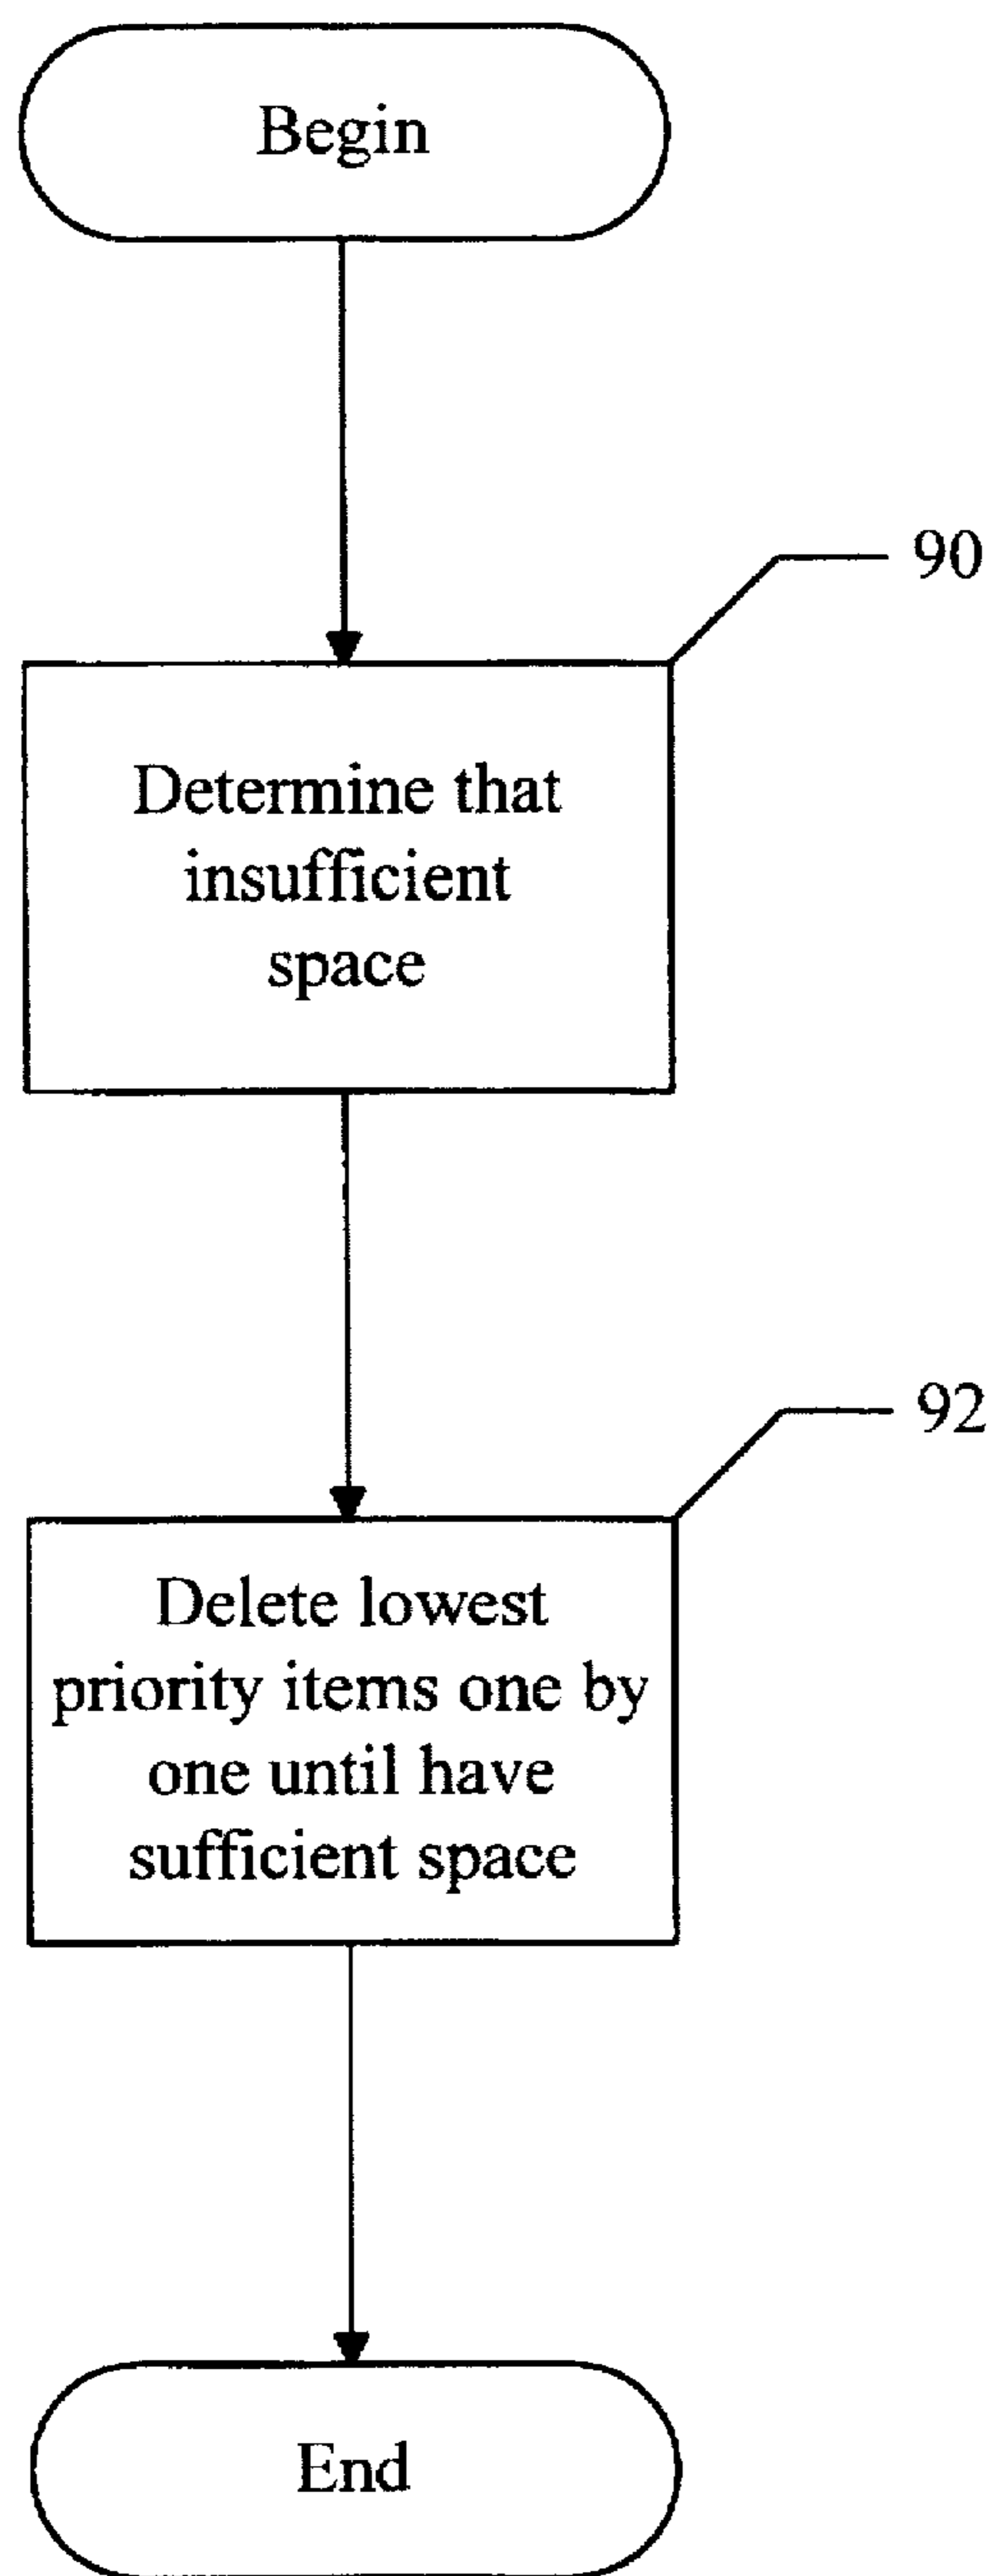 Begin
90
Determine that
insufficient
space
92
Delete lowest
priority items one by
one until have
sufficient space
End